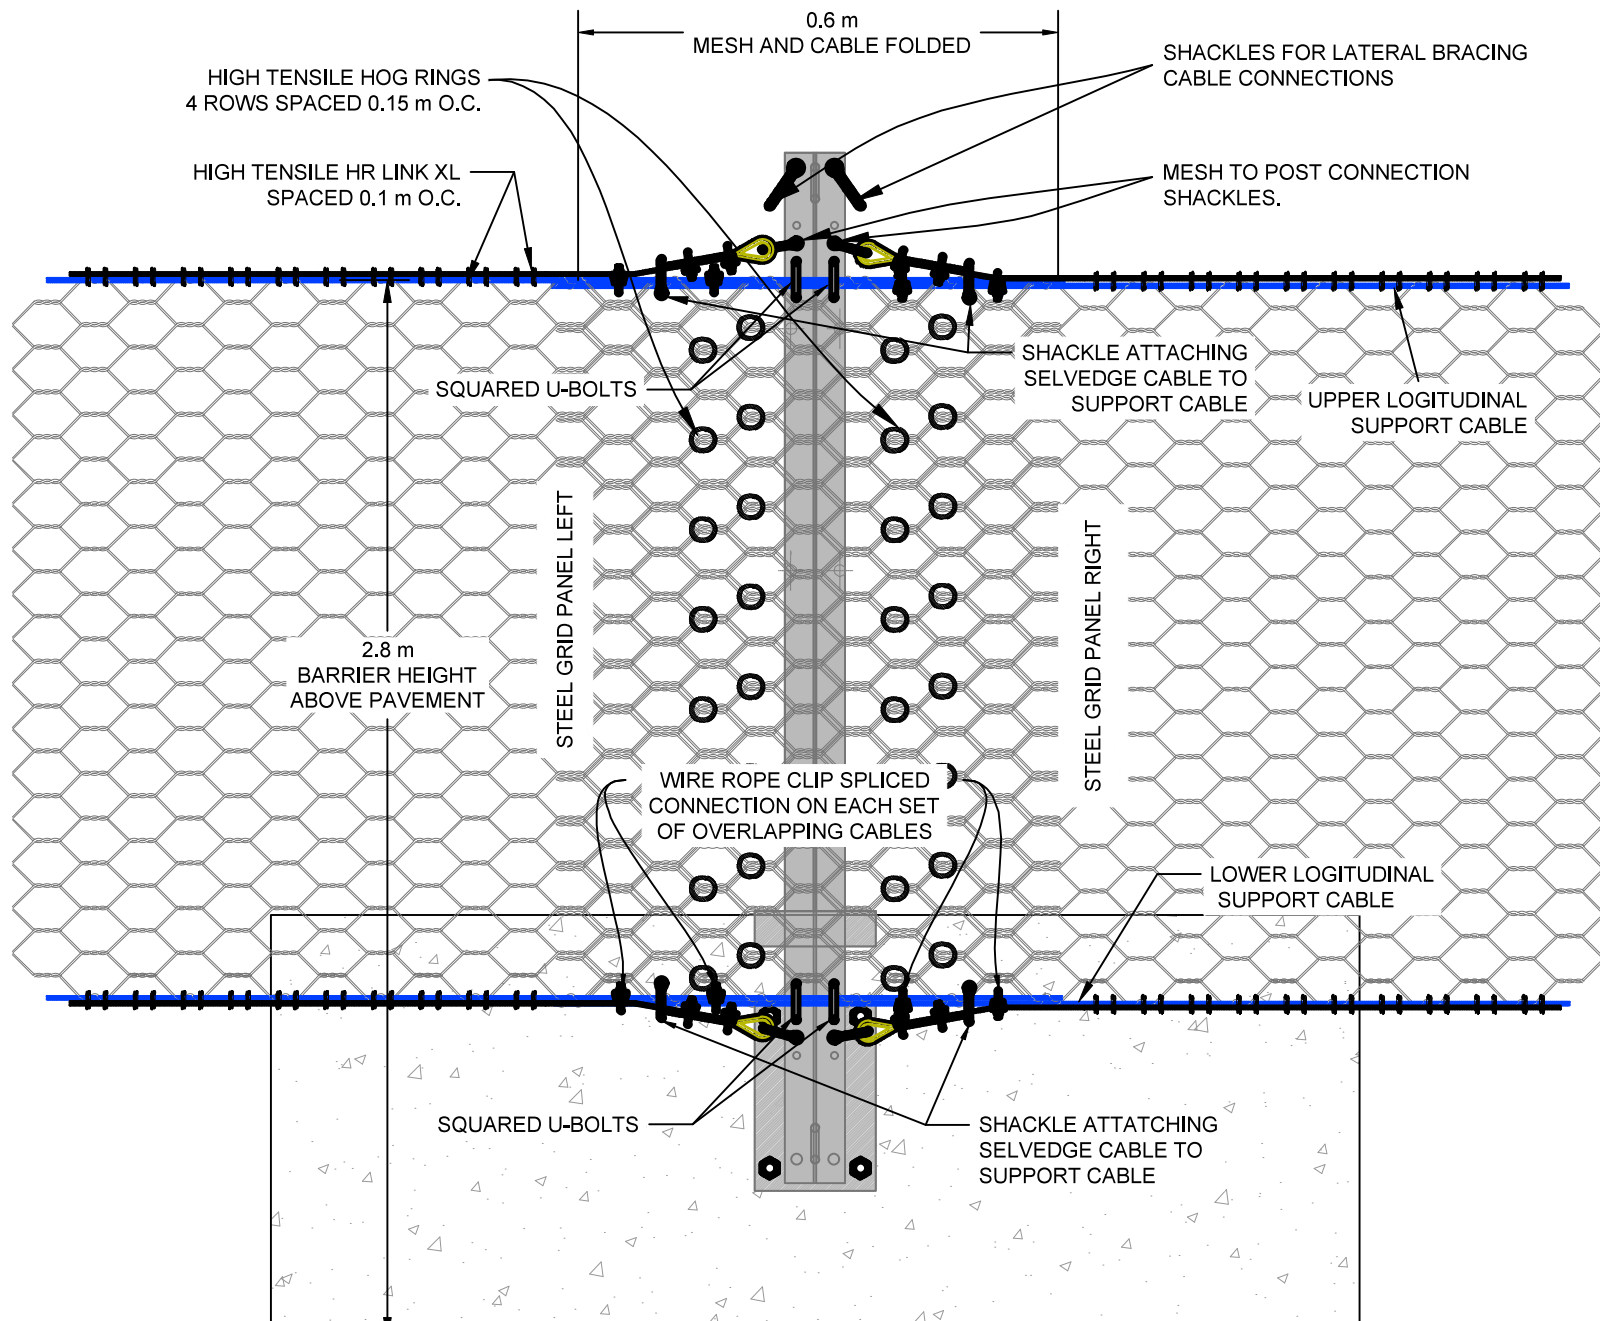 0.6 m
MESH AND CABLE FOLDED
SHACKLES FOR LATERAL BRACING
CABLE CONNECTIONS
HIGH TENSILE HOG RINGS
4 ROWS SPACED 0.15 m O.C.
HIGH TENSILE HR LINK XL
SPACED 0.1 m O.C.
MESH TO POST CONNECTION
SHACKLES.
SQUARED U-BOLTS
SHACKLE ATTACHING
SELVEDGE CABLE TO
SUPPORT CABLE
UPPER LOGITUDINAL
SUPPORT CABLE
STEEL GRID PANEL LEFT
STEEL GRID PANEL RIGHT
2.8 m
BARRIER HEIGHT
ABOVE PAVEMENT
WIRE ROPE CLIP SPLICED
CONNECTION ON EACH SET
OF OVERLAPPING CABLES
LOWER LOGITUDINAL
SUPPORT CABLE
SQUARED U-BOLTS
SHACKLE ATTATCHING
SELVEDGE CABLE TO
SUPPORT CABLE